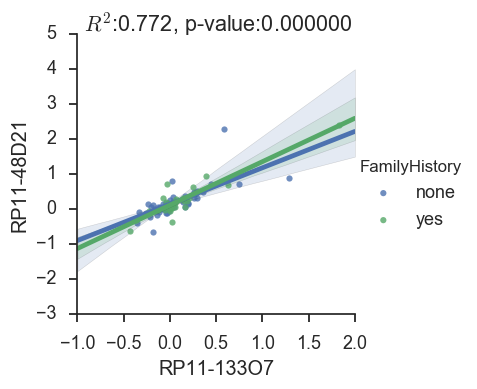 R²:0.772, p-value:0.000000
5
4
3
2
1
0
−1
−2
−3
RP11-48D21
−1.0 −0.5 0.0 0.5 1.0 1.5 2.0
RP11-133O7
FamilyHistory
none
yes